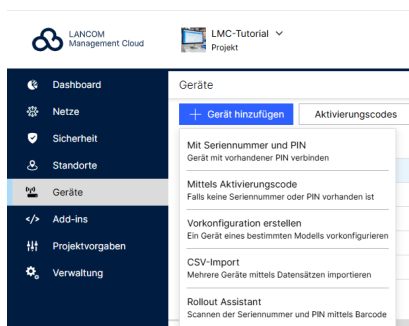 LANCOM
Management Cloud
LMC-Tutorial
Projekt
Dashboard
Netze
Sicherheit
Standorte
Geräte
Add-ins
Projektvorgaben
Verwaltung
Geräte
Gerät hinzufügen
Aktivierungscodes
Mit Seriennummer und PIN
Gerät mit vorhandener PIN verbinden
Mittels Aktivierungscode
Falls keine Seriennummer oder PIN vorhanden ist
Vorkonfiguration erstellen
Ein Gerät eines bestimmten Modells vorkonfigurieren
CSV-Import
Mehrere Geräte mittels Datensätzen importieren
Rollout Assistant
Scannen der Seriennummer und PIN mittels Barcode